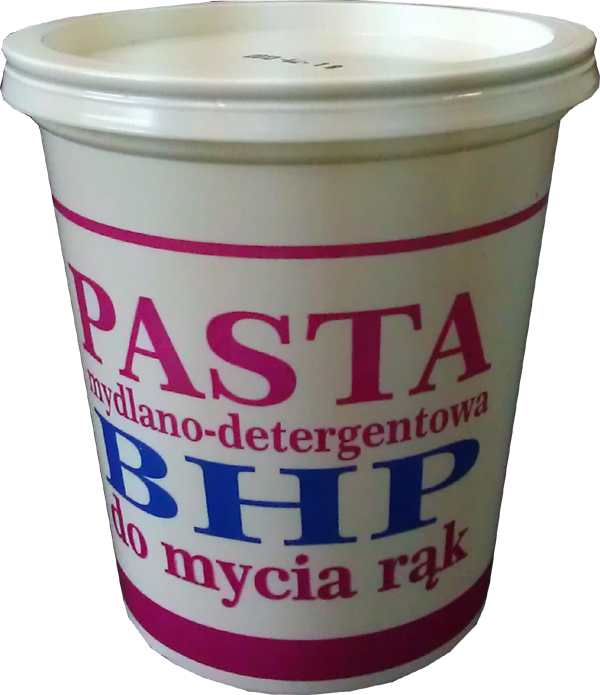 PASTA
mydlano-detergentowa
BHP
do mycia rąk